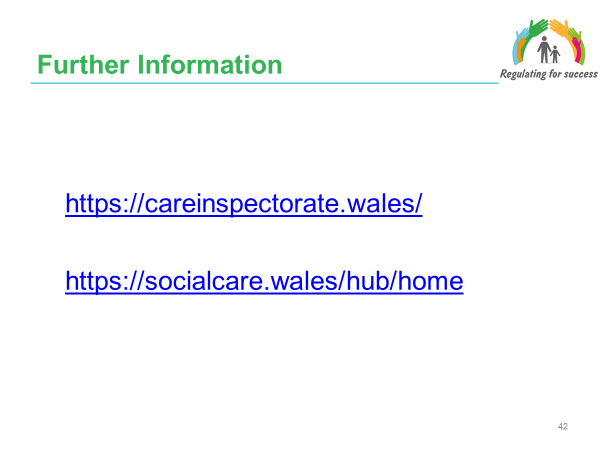 Further Information
Regulating for success
https://careinspectorate.wales/
https://socialcare.wales/hub/home
42